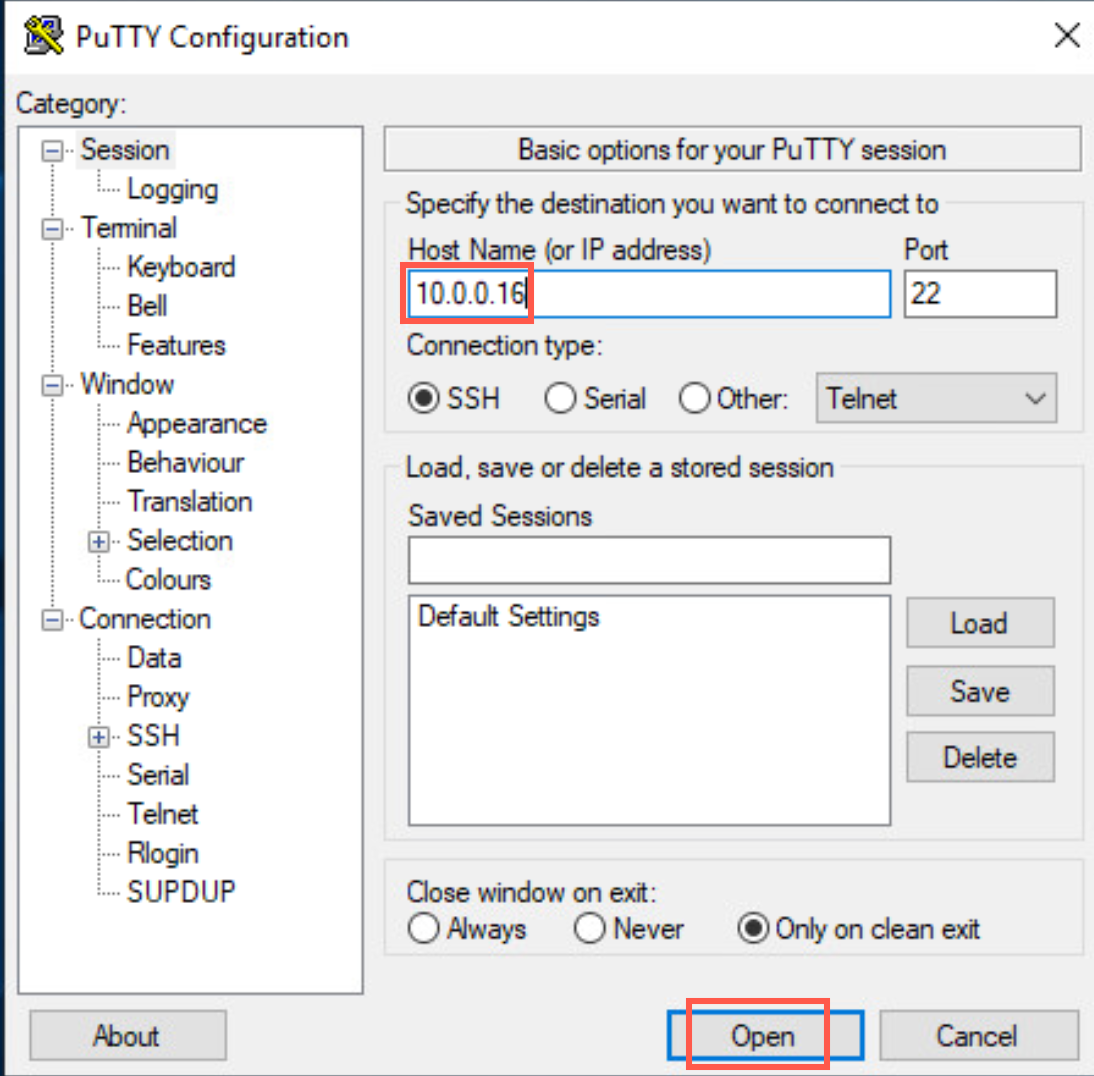 PuTTY Configuration
Category:
Session
Logging
Terminal
Keyboard
Bell
Features
Window
Appearance
Behaviour
Translation
Selection
Colours
Connection
Data
Proxy
SSH
Serial
Telnet
Rlogin
SUPDUP
Basic options for your PuTTY session
Specify the destination you want to connect to
Host Name (or IP address) Port
10.0.0.16 22
Connection type:
SSH Serial Other: Telnet
Load, save or delete a stored session
Saved Sessions
Default Settings
Load
Save
Delete
Close window on exit:
Always Never Only on clean exit
About Open Cancel